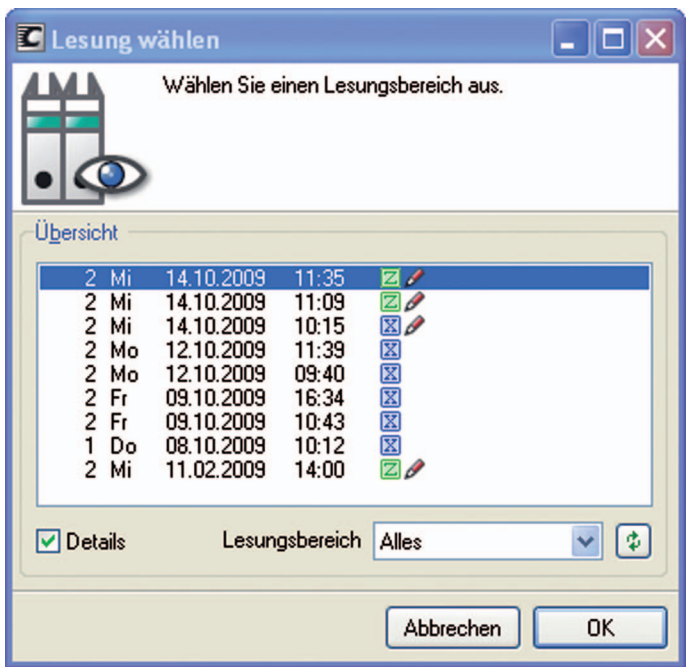 Lesung wählen
Wählen Sie einen Lesungsbereich aus.
Übersicht
2 Mi 14.10.2009 11:35 Z
2 Mi 14.10.2009 11:09 Z
2 Mi 14.10.2009 10:15 X
2 Mo 12.10.2009 11:39 X
2 Mo 12.10.2009 09:40 X
2 Fr 09.10.2009 16:34 X
2 Fr 09.10.2009 10:43 X
1 Do 08.10.2009 10:12 X
2 Mi 11.02.2009 14:00 Z
Details Lesungsbereich Alles
Abbrechen OK